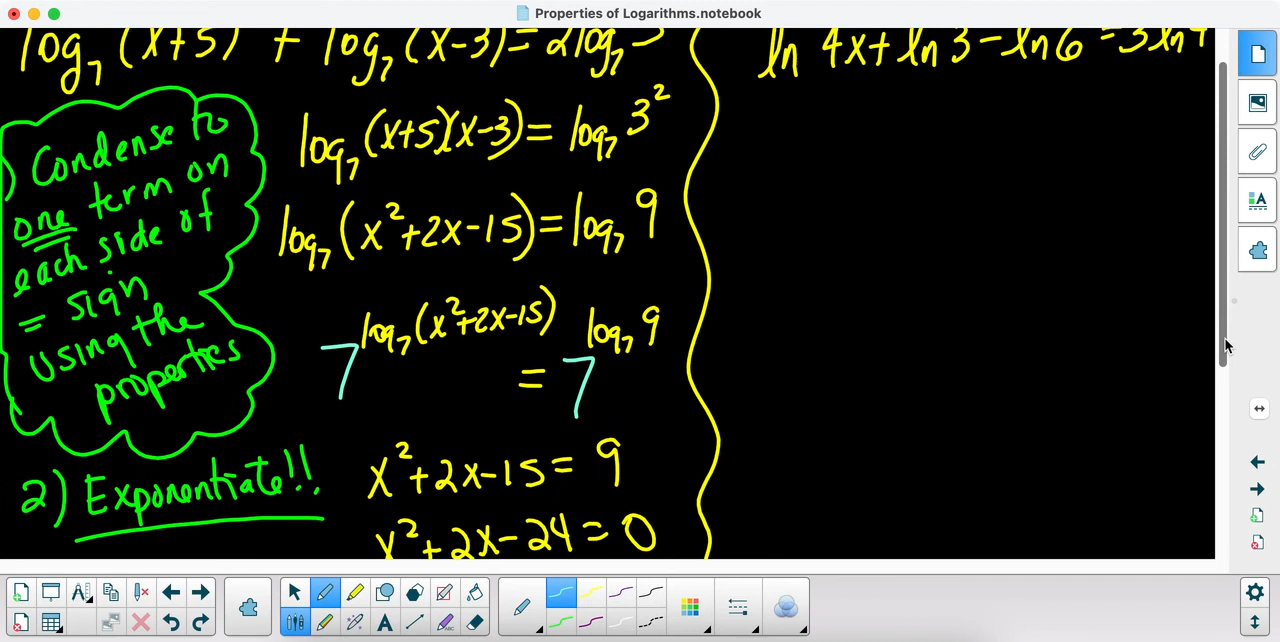 Properties of Logarithms.notebook
log₇ (x+5) + log₇ (x-3) = 2log₇ 3
ln 4x + ln 3 - ln 6 = 3 ln 4
) Condense to
one term on
each side of
= sign
using the
properties
log₇ (x+5)(x-3) = log₇ 3²
log₇ (x²+2x-15) = log₇ 9
7^(log₇ (x²+2x-15)) = 7^(log₇ 9)
2) Exponentiate!!
x²+2x-15 = 9
x²+2x-24 = 0